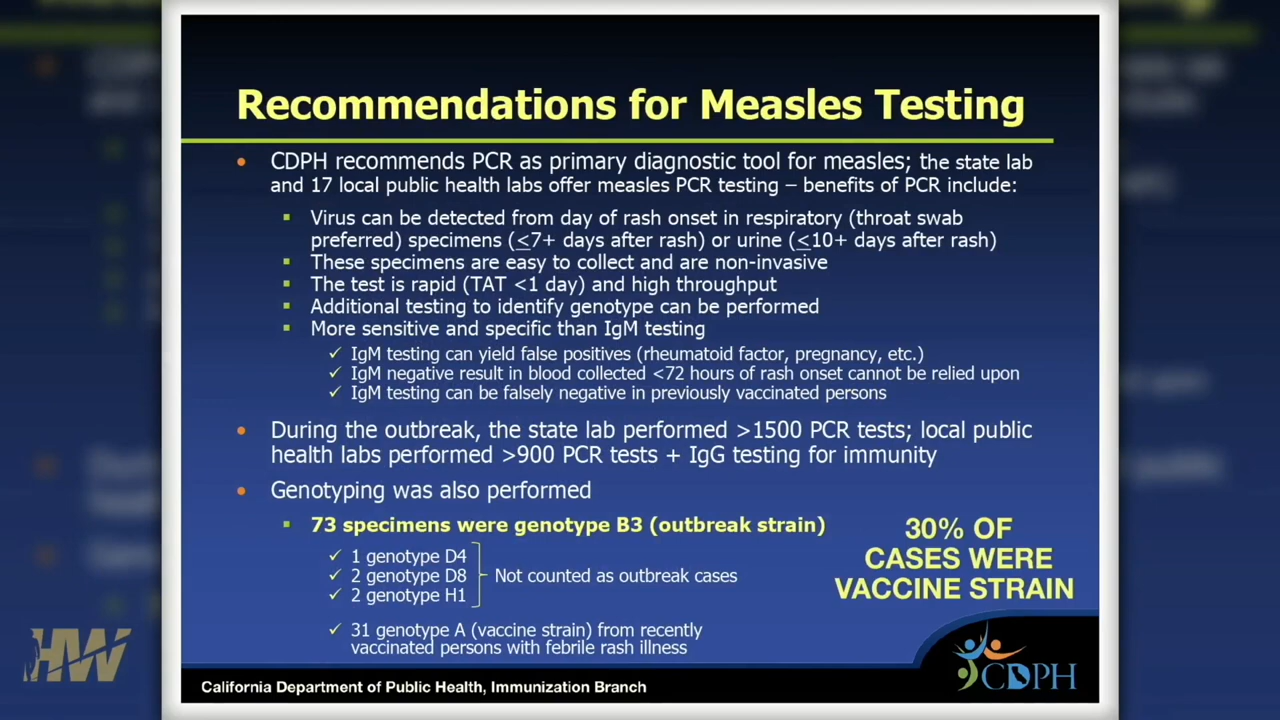 Recommendations for Measles Testing
• CDPH recommends PCR as primary diagnostic tool for measles; the state lab
and 17 local public health labs offer measles PCR testing – benefits of PCR include:
▪ Virus can be detected from day of rash onset in respiratory (throat swab
preferred) specimens (≤7+ days after rash) or urine (≤10+ days after rash)
▪ These specimens are easy to collect and are non-invasive
▪ The test is rapid (TAT <1 day) and high throughput
▪ Additional testing to identify genotype can be performed
▪ More sensitive and specific than IgM testing
✓ IgM testing can yield false positives (rheumatoid factor, pregnancy, etc.)
✓ IgM negative result in blood collected <72 hours of rash onset cannot be relied upon
✓ IgM testing can be falsely negative in previously vaccinated persons
• During the outbreak, the state lab performed >1500 PCR tests; local public
health labs performed >900 PCR tests + IgG testing for immunity
• Genotyping was also performed
▪ 73 specimens were genotype B3 (outbreak strain)
✓ 1 genotype D4
✓ 2 genotype D8
✓ 2 genotype H1
Not counted as outbreak cases
✓ 31 genotype A (vaccine strain) from recently
vaccinated persons with febrile rash illness
30% OF
CASES WERE
VACCINE STRAIN
HW
CDPH
California Department of Public Health, Immunization Branch